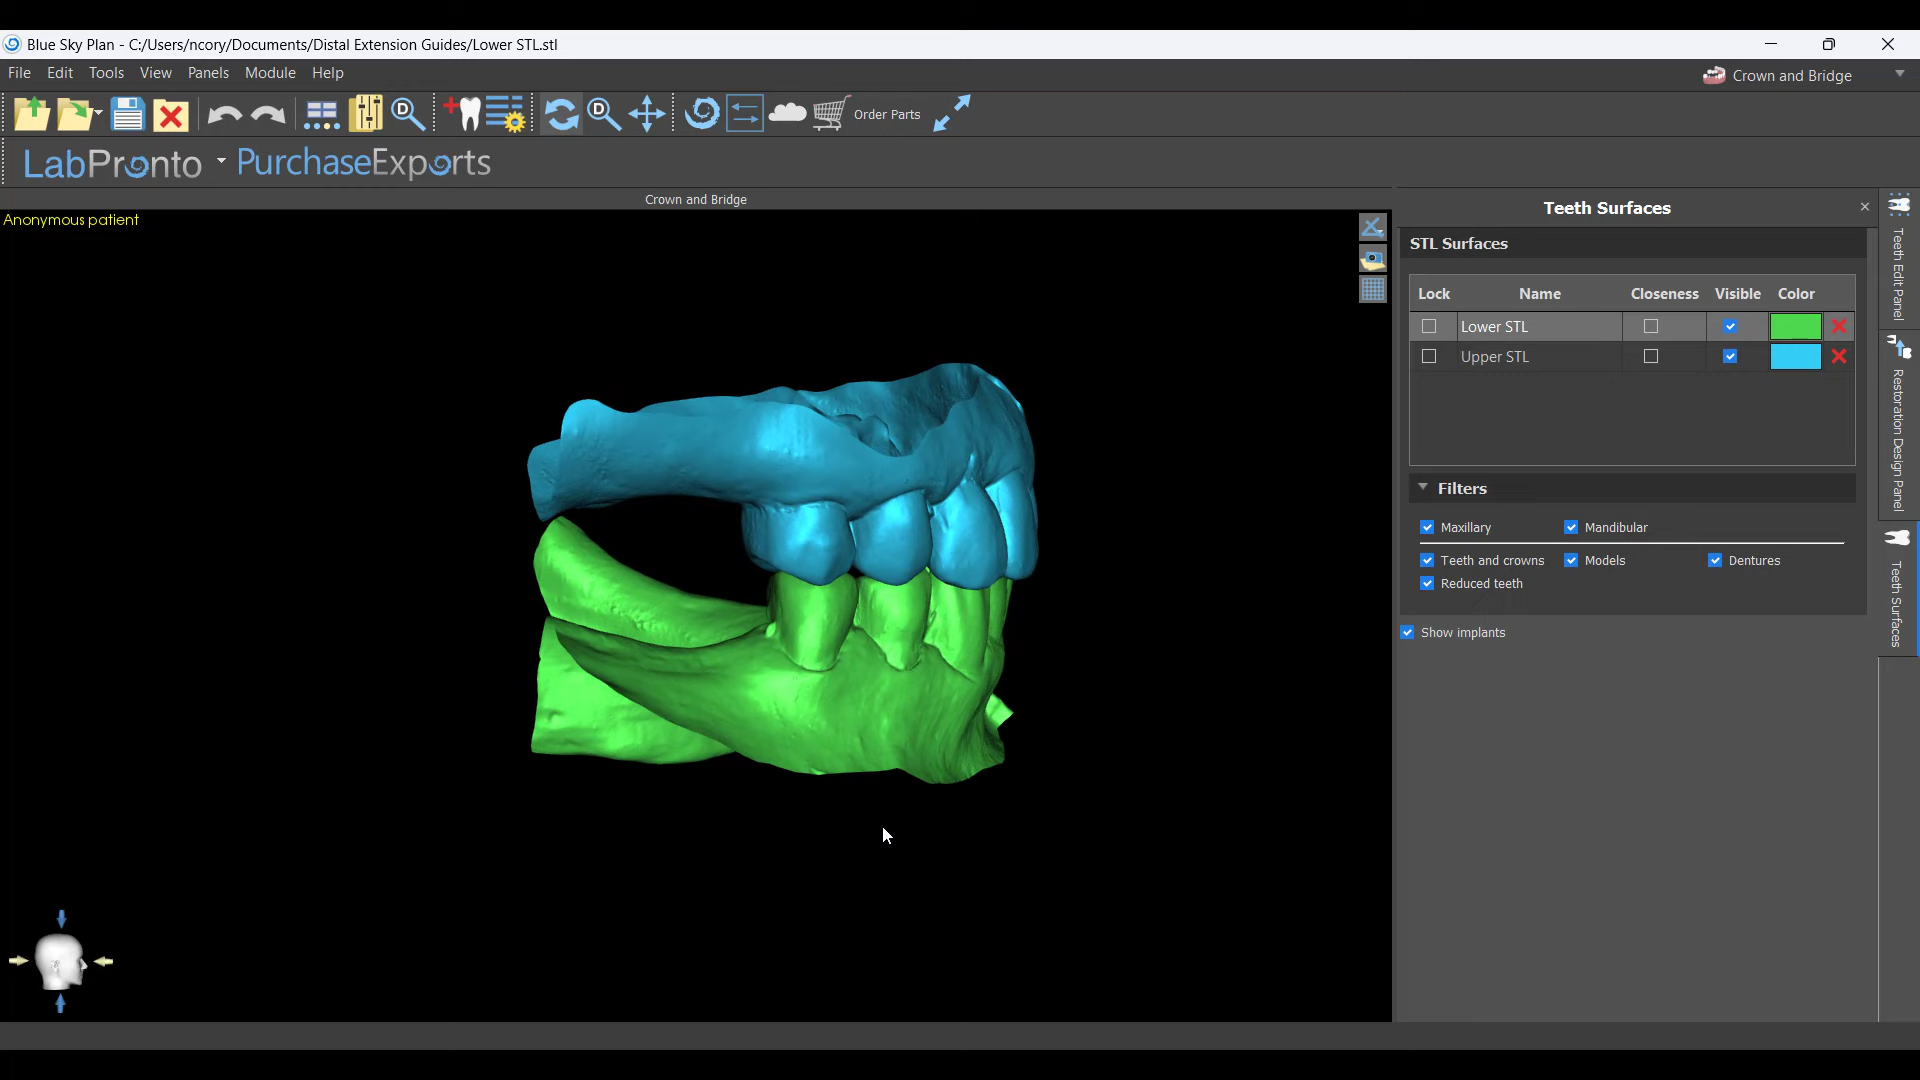 Blue Sky Plan - C:/Users/ncory/Documents/Distal Extension Guides/Lower STL.stl
File Edit Tools View Panels Module Help
Crown and Bridge
Order Parts
LabPronto PurchaseExports
Crown and Bridge
Anonymous patient
Teeth Surfaces
STL Surfaces
Lock Name Closeness Visible Color
Lower STL
Upper STL
Filters
Maxillary Mandibular
Teeth and crowns Models Dentures
Reduced teeth
Show implants
Teeth Edit Panel
Restoration Design Panel
Teeth Surfaces